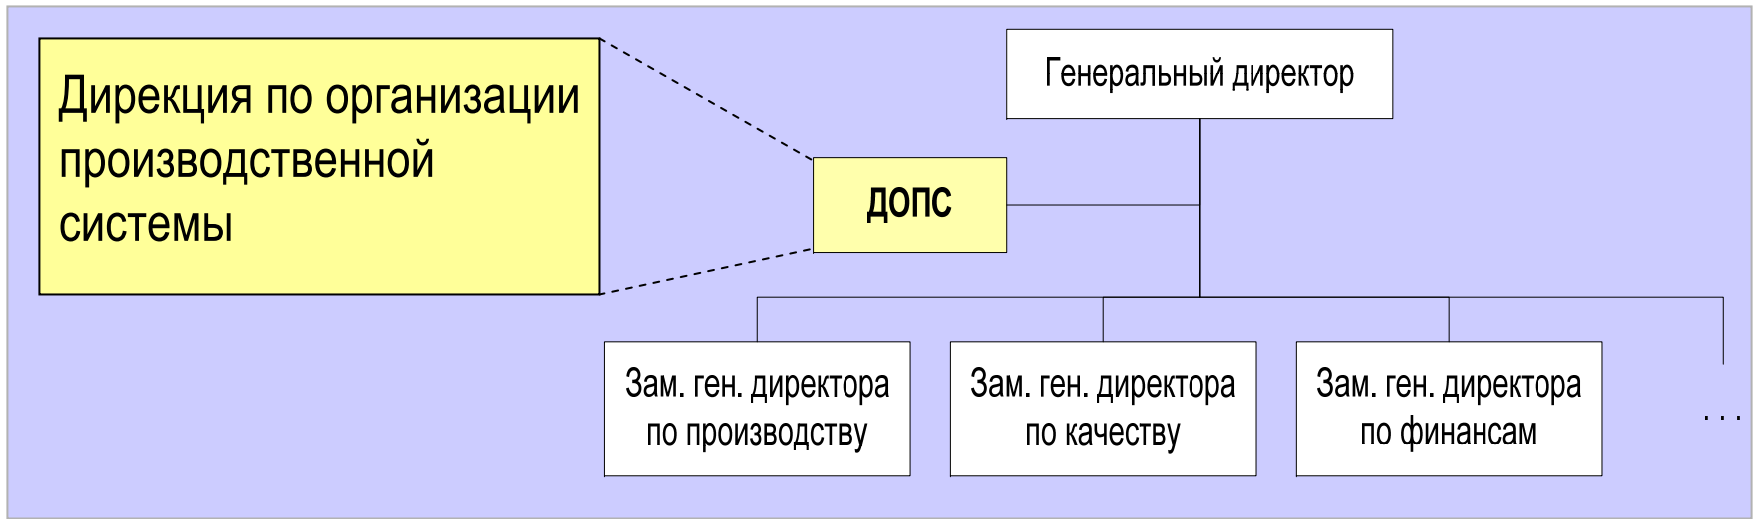 Дирекция по организации
производственной
системы
Генеральный директор
ДОПС
Зам. ген. директора
по производству
Зам. ген. директора
по качеству
Зам. ген. директора
по финансам
. . .